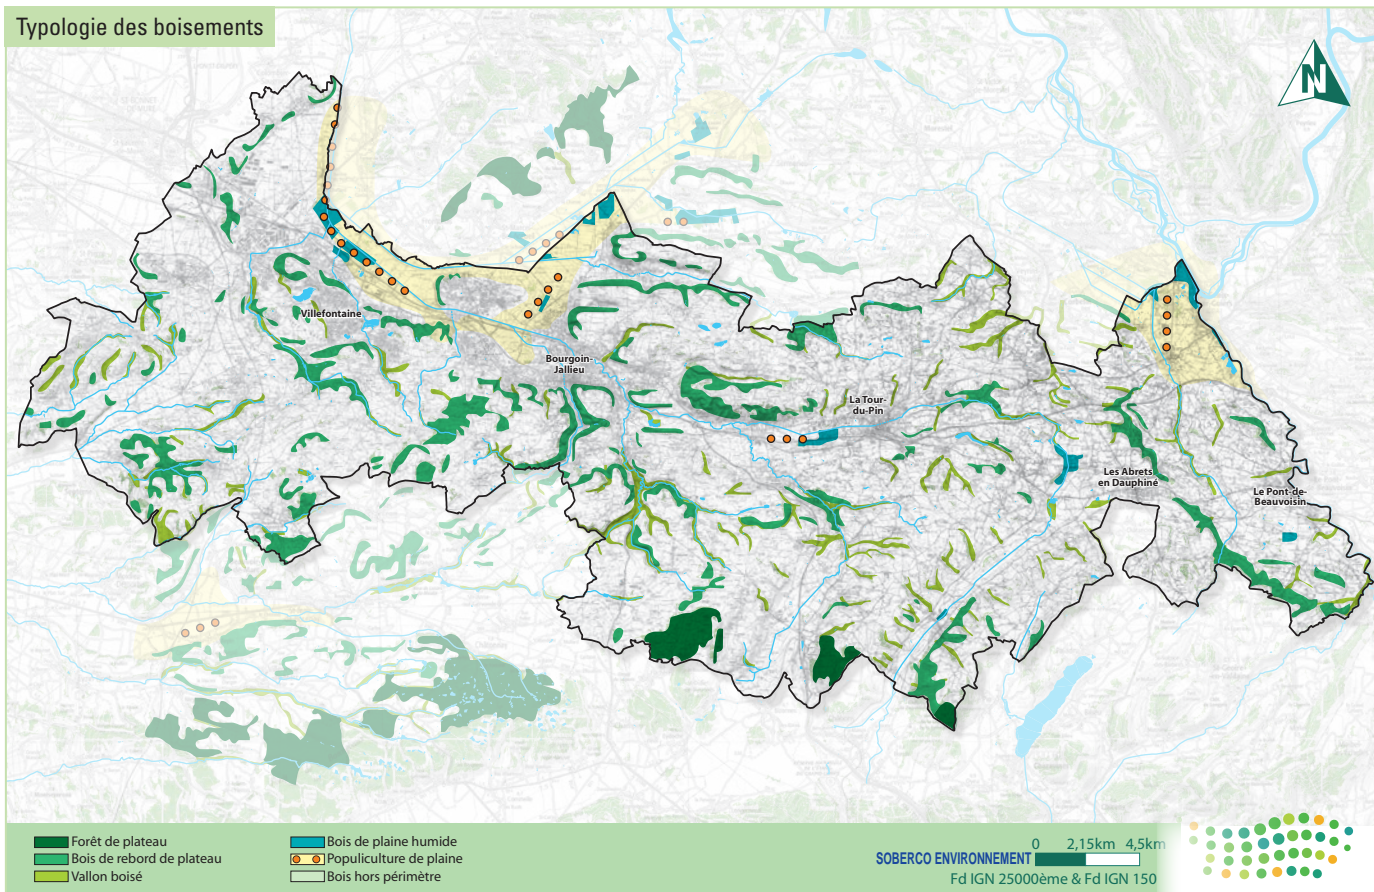 Typologie des boisements
N
Villefontaine
Bourgoin-
Jallieu
La Tour-
du-Pin
Les Abrets
en Dauphiné
Le Pont-de-
Beauvoisin
Forêt de plateau
Bois de rebord de plateau
Vallon boisé
Bois de plaine humide
Populiculture de plaine
Bois hors périmètre
SOBERCO ENVIRONNEMENT
0 2,15km 4,5km
Fd IGN 25000ème & Fd IGN 150